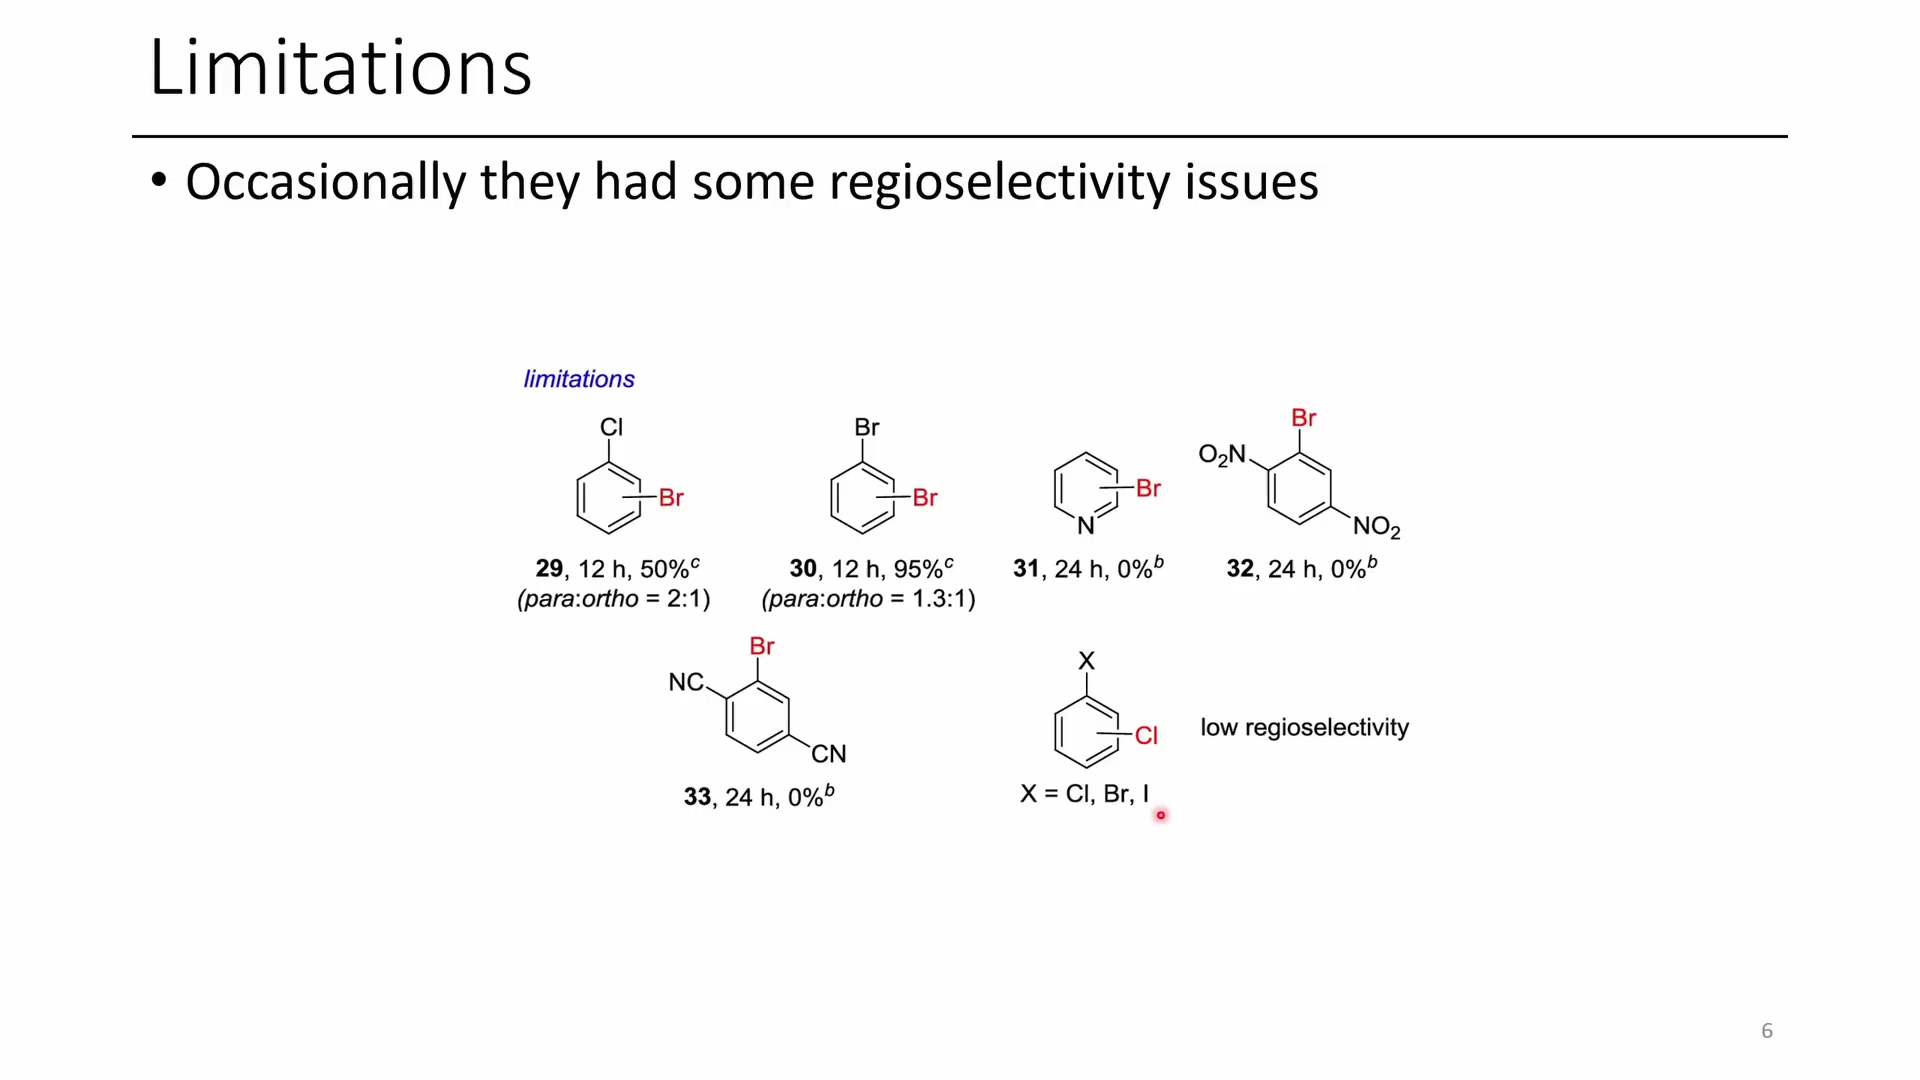 Limitations
• Occasionally they had some regioselectivity issues
limitations
Cl
Br
Br
Br
N
Br
Br
O2N
NO2
29, 12 h, 50%c
(para:ortho = 2:1)
30, 12 h, 95%c
(para:ortho = 1.3:1)
31, 24 h, 0%b
32, 24 h, 0%b
Br
NC
CN
33, 24 h, 0%b
X
Cl
X = Cl, Br, I
low regioselectivity
6